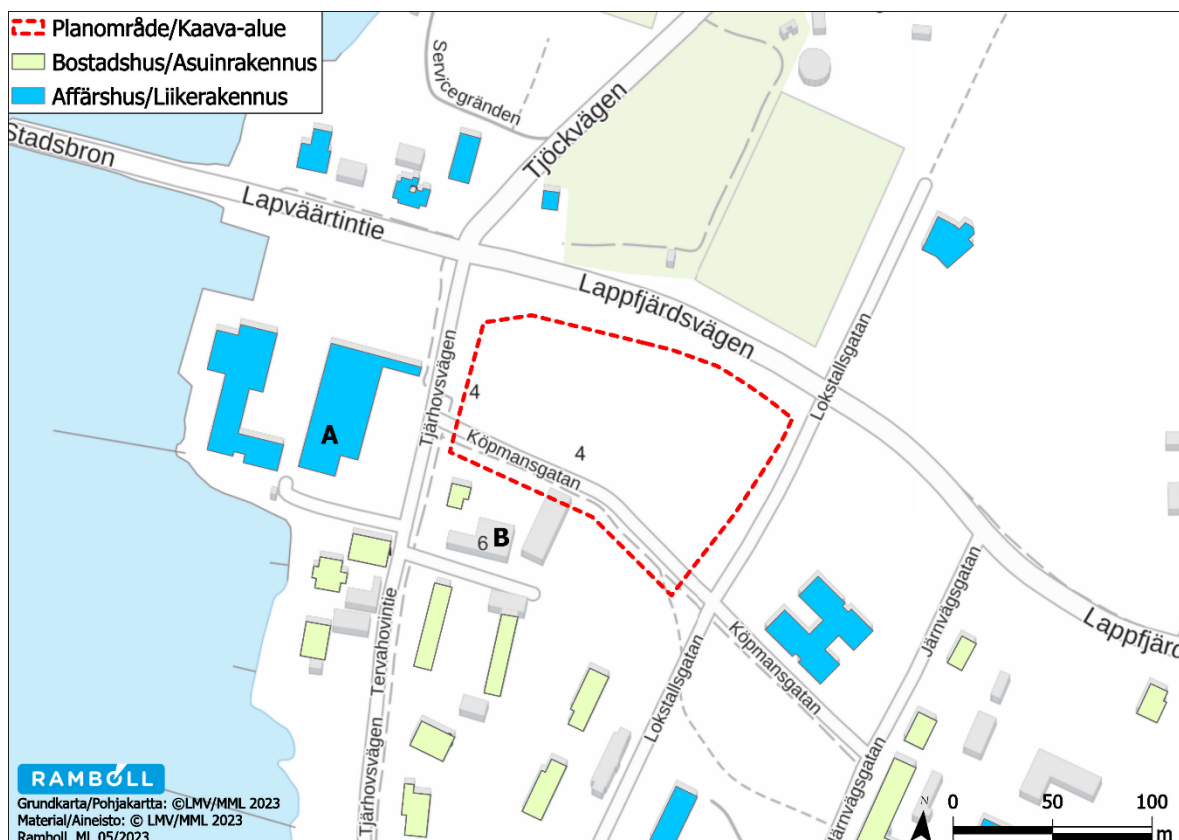 Planområde/Kaava-alue
Bostadshus/Asuinrakennus
Affärshus/Liikerakennus
Servicegränden
Tjöckvägen
Stadsbron
Lapväärtintie
Lappfjärdsvägen
Lokstallsgatan
Tjärhovsvägen
4
4
A
Köpmansgatan
6 B
Tjärhovsvägen Tervahovintie
Lokstallsgatan
Köpmansgatan
Järnvägsgatan
Lappfjärd
Järnvägsgatan
RAMBOLL
Grundkarta/Pohjakartta: ©LMV/MML 2023
Material/Aineisto: © LMV/MML 2023
Ramboll, ML 05/2023
N
0 50 100
m